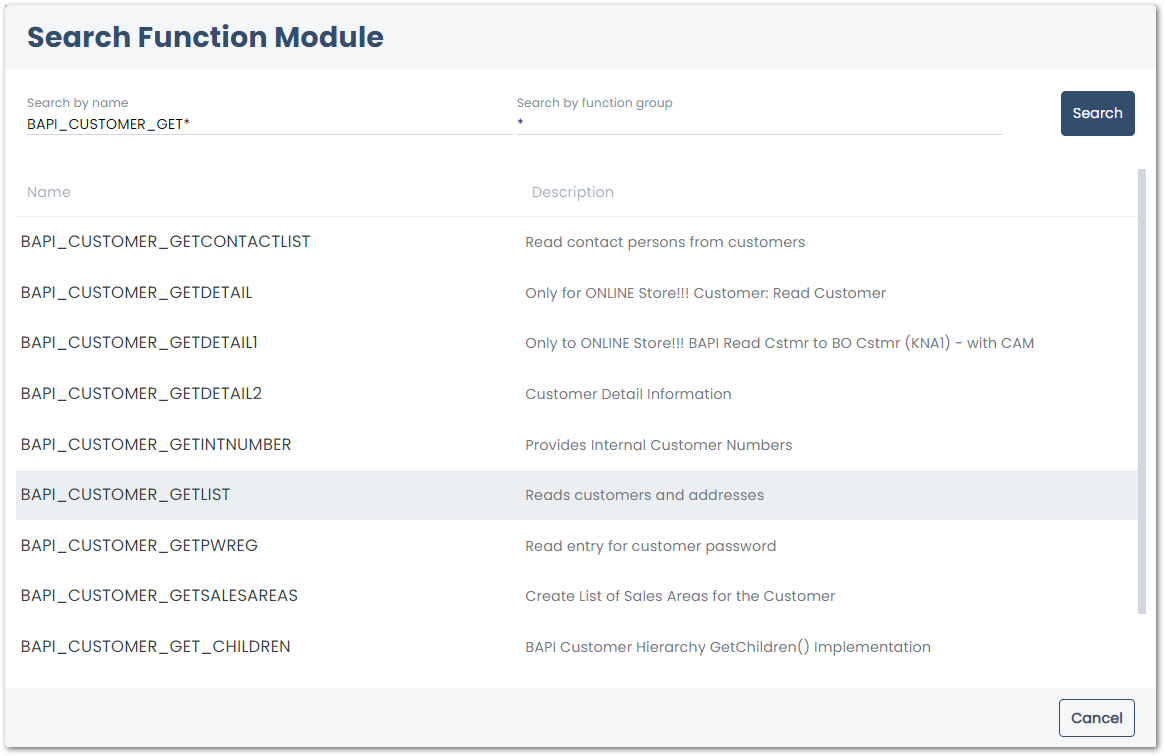 Search Function Module
Search by name
Search by function group
BAPI_CUSTOMER_GET*
*
Search
Name
Description
BAPI_CUSTOMER_GETCONTACTLIST
Read contact persons from customers
BAPI_CUSTOMER_GETDETAIL
Only for ONLINE Store!!! Customer: Read Customer
BAPI_CUSTOMER_GETDETAIL1
Only to ONLINE Store!!! BAPI Read Cstmr to BO Cstmr (KNA1) - with CAM
BAPI_CUSTOMER_GETDETAIL2
Customer Detail Information
BAPI_CUSTOMER_GETINTNUMBER
Provides Internal Customer Numbers
BAPI_CUSTOMER_GETLIST
Reads customers and addresses
BAPI_CUSTOMER_GETPWREG
Read entry for customer password
BAPI_CUSTOMER_GETSALESAREAS
Create List of Sales Areas for the Customer
BAPI_CUSTOMER_GET_CHILDREN
BAPI Customer Hierarchy GetChildren() Implementation
Cancel